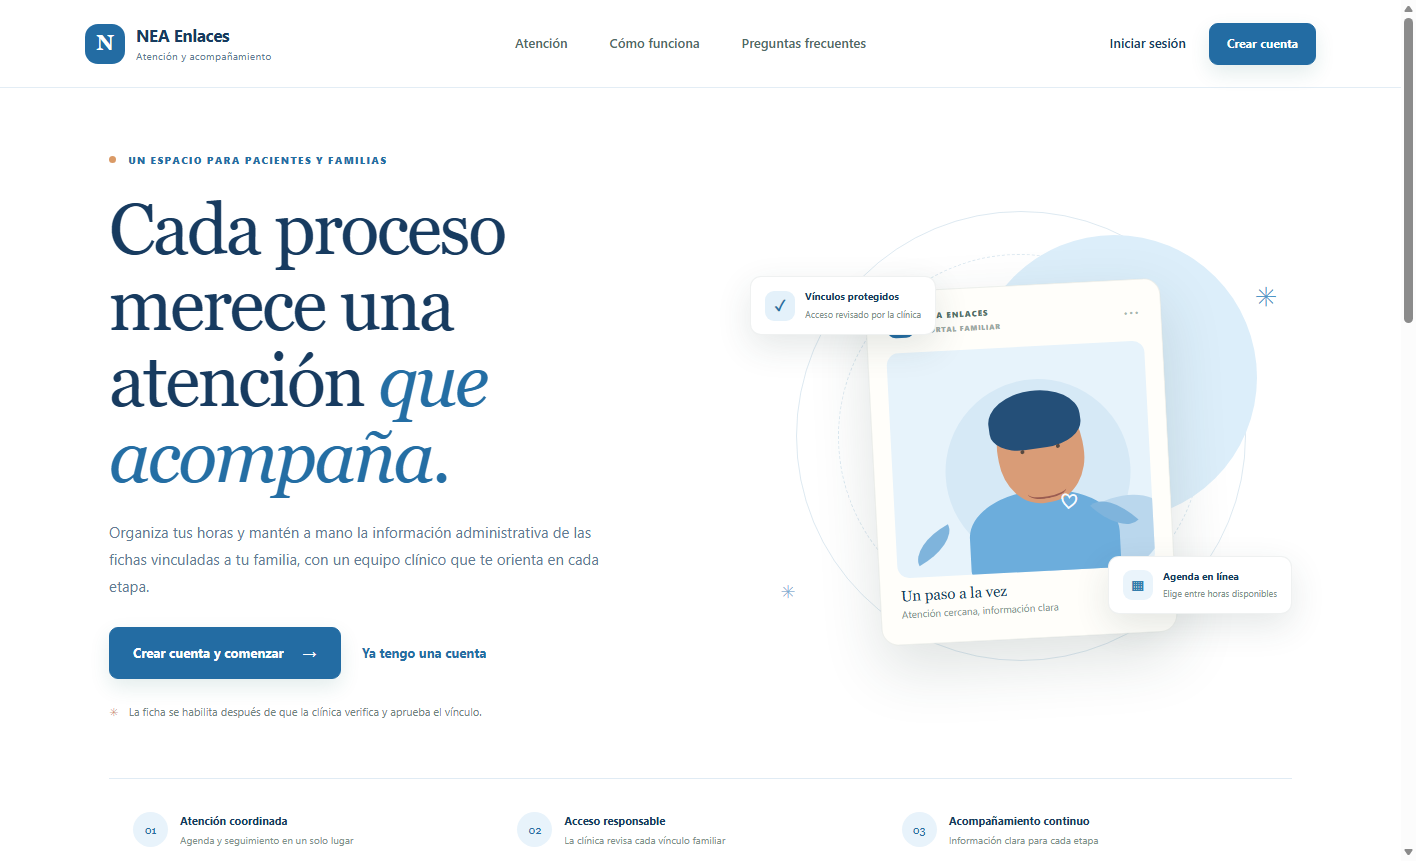 N
NEA Enlaces
Atención y acompañamiento
Atención
Cómo funciona
Preguntas frecuentes
Iniciar sesión
Crear cuenta
UN ESPACIO PARA PACIENTES Y FAMILIAS
Cada proceso
merece una
atención que
acompaña.
Organiza tus horas y mantén a mano la información administrativa de las
fichas vinculadas a tu familia, con un equipo clínico que te orienta en cada
etapa.
Crear cuenta y comenzar →
Ya tengo una cuenta
La ficha se habilita después de que la clínica verifica y aprueba el vínculo.
Vínculos protegidos
Acceso revisado por la clínica
A ENLACES
RTAL FAMILIAR
Un paso a la vez
Atención cercana, información clara
Agenda en línea
Elige entre horas disponibles
01
Atención coordinada
Agenda y seguimiento en un solo lugar
02
Acceso responsable
La clínica revisa cada vínculo familiar
03
Acompañamiento continuo
Información clara para cada etapa